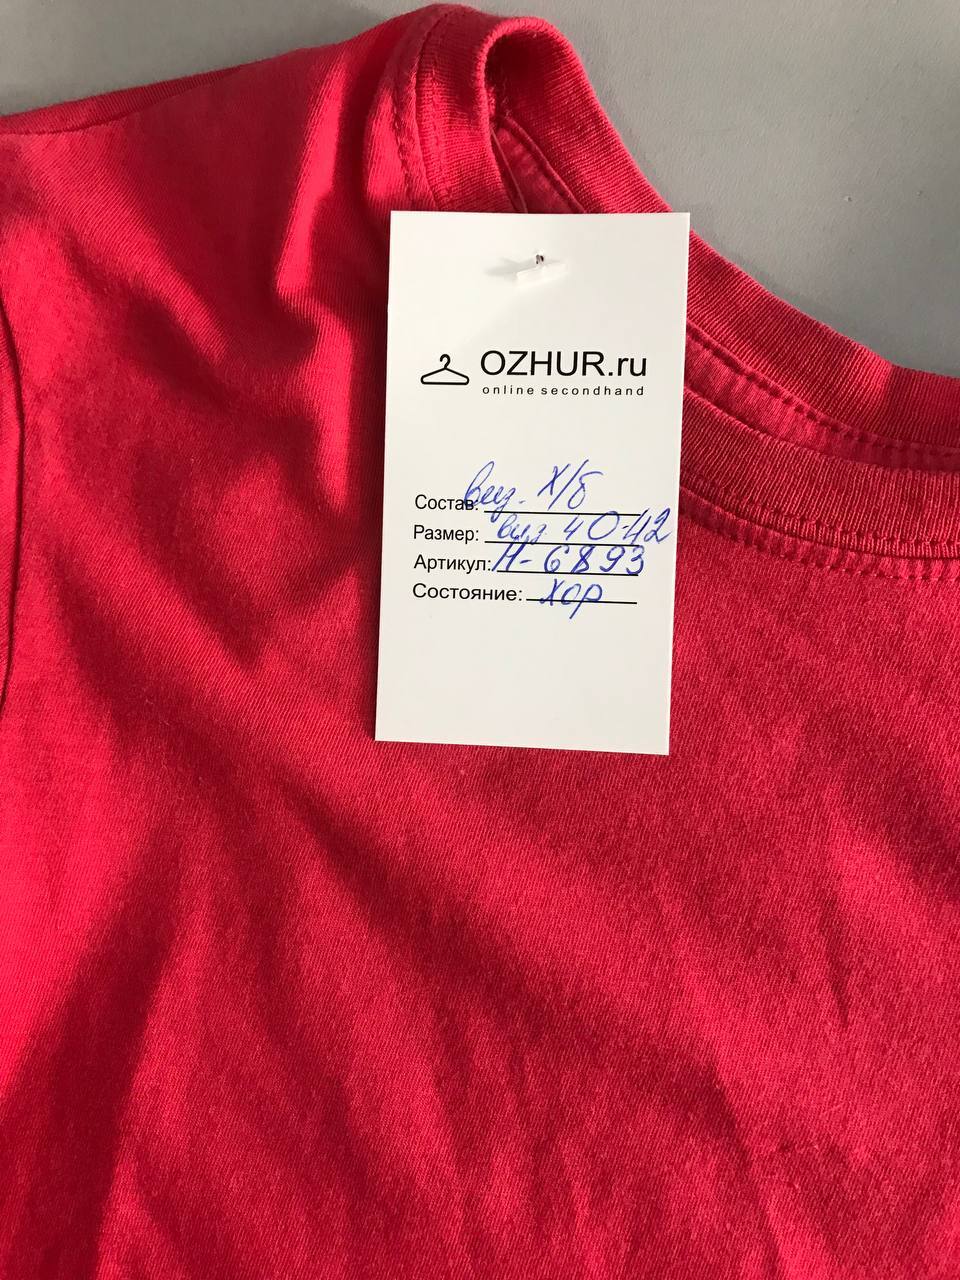 OZHUR.ru
online secondhand
Состав: виз. х/б
Размер: виз. 40-42
Артикул: Н-6893
Состояние: хор